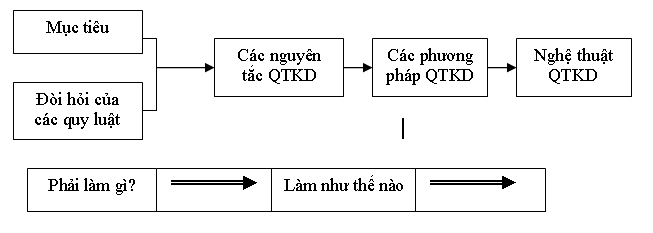 Mục tiêu
Đòi hỏi của
các quy luật
Các nguyên
tắc QTKD
Các phương
pháp QTKD
Nghệ thuật
QTKD
Phải làm gì?
Làm như thế nào